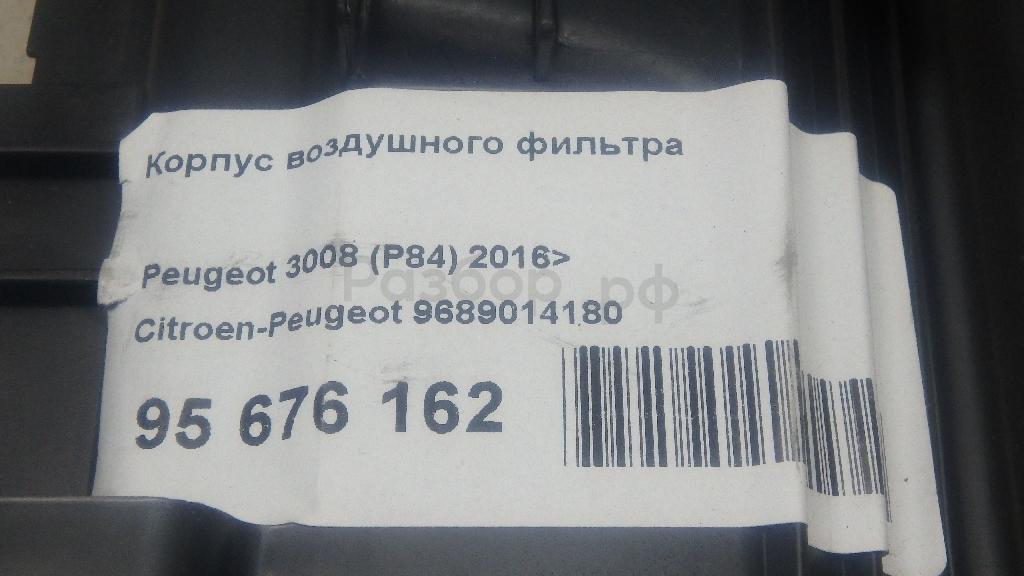 Корпус воздушного фильтра
Peugeot 3008 (P84) 2016>
Разбор.рф
Citroen-Peugeot 9689014180
95 676 162